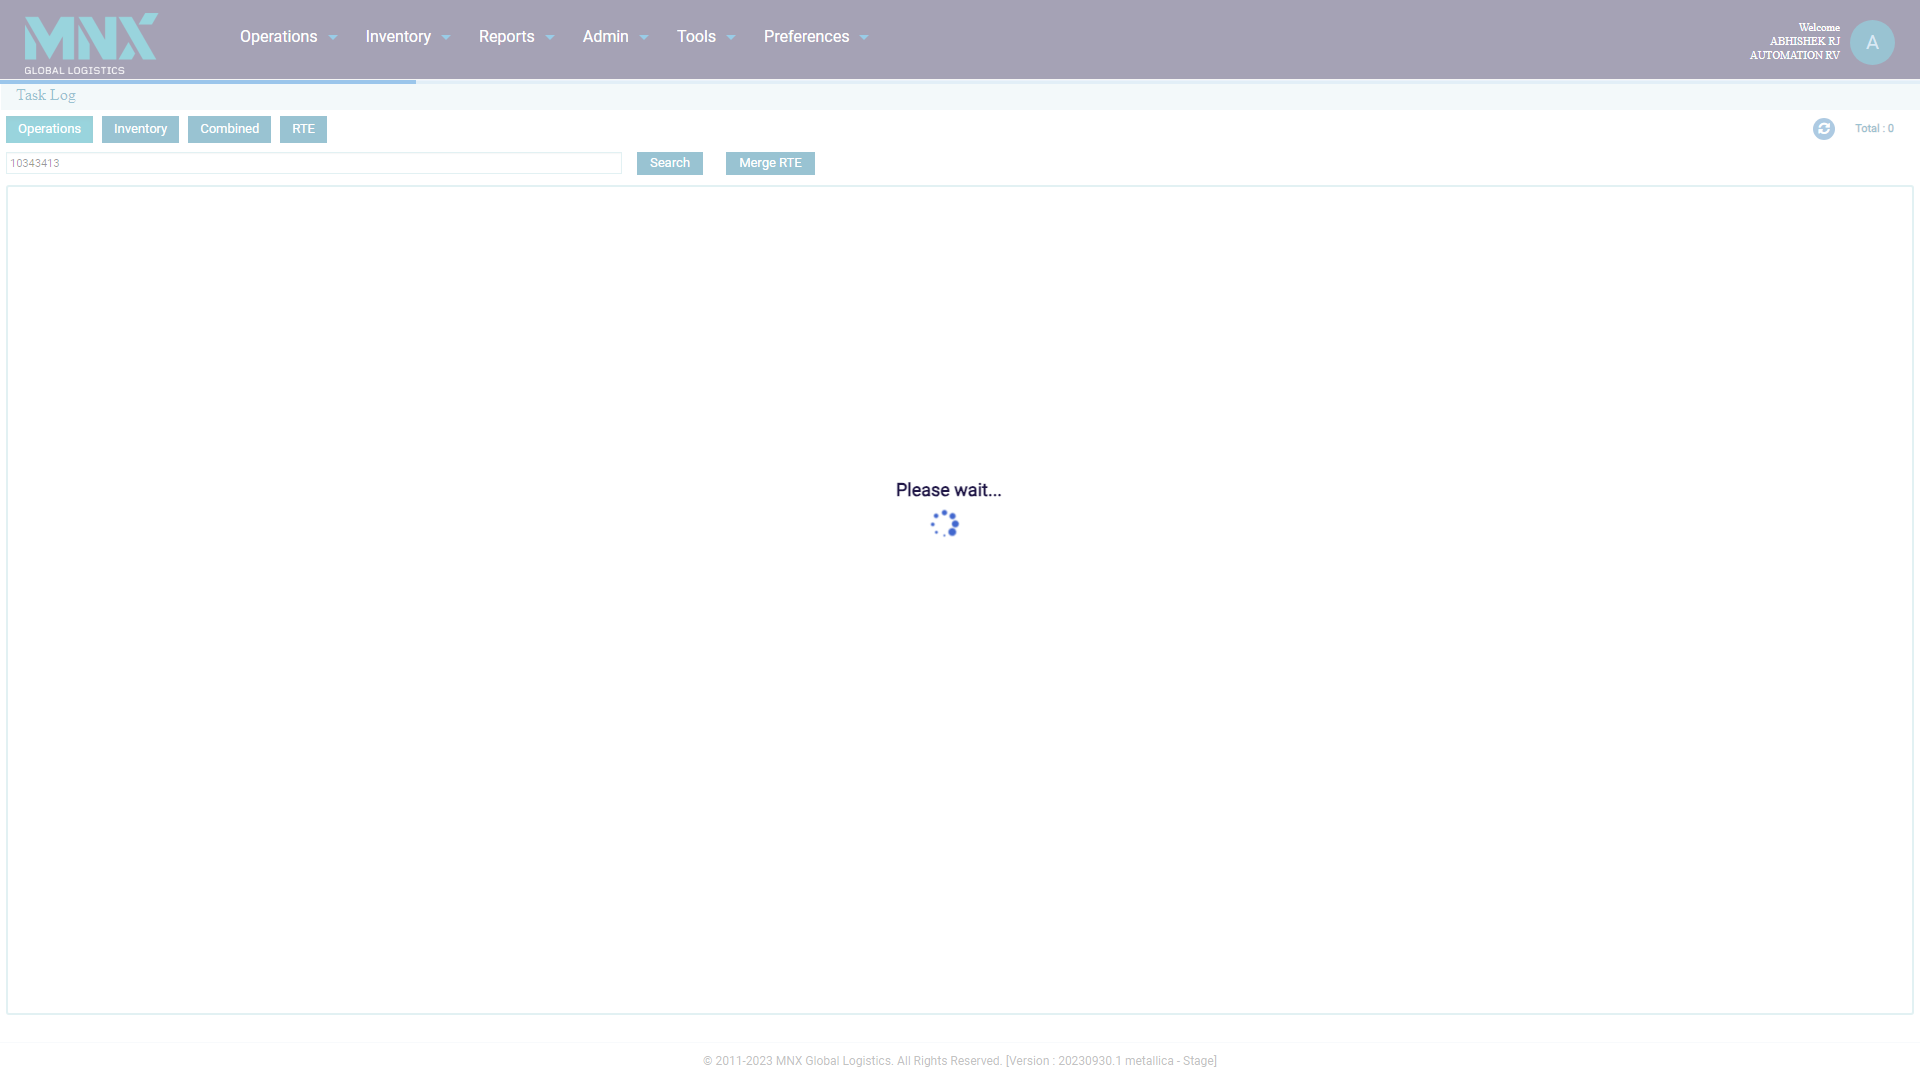 MNX
GLOBAL LOGISTICS
Operations Inventory Reports Admin Tools Preferences
Welcome
ABHISHEK RJ
AUTOMATION RV
A
Task Log
Operations Inventory Combined RTE Total : 0
10343413 Search Merge RTE
Please wait...
© 2011-2023 MNX Global Logistics. All Rights Reserved. [Version : 20230930.1 metallica - Stage]